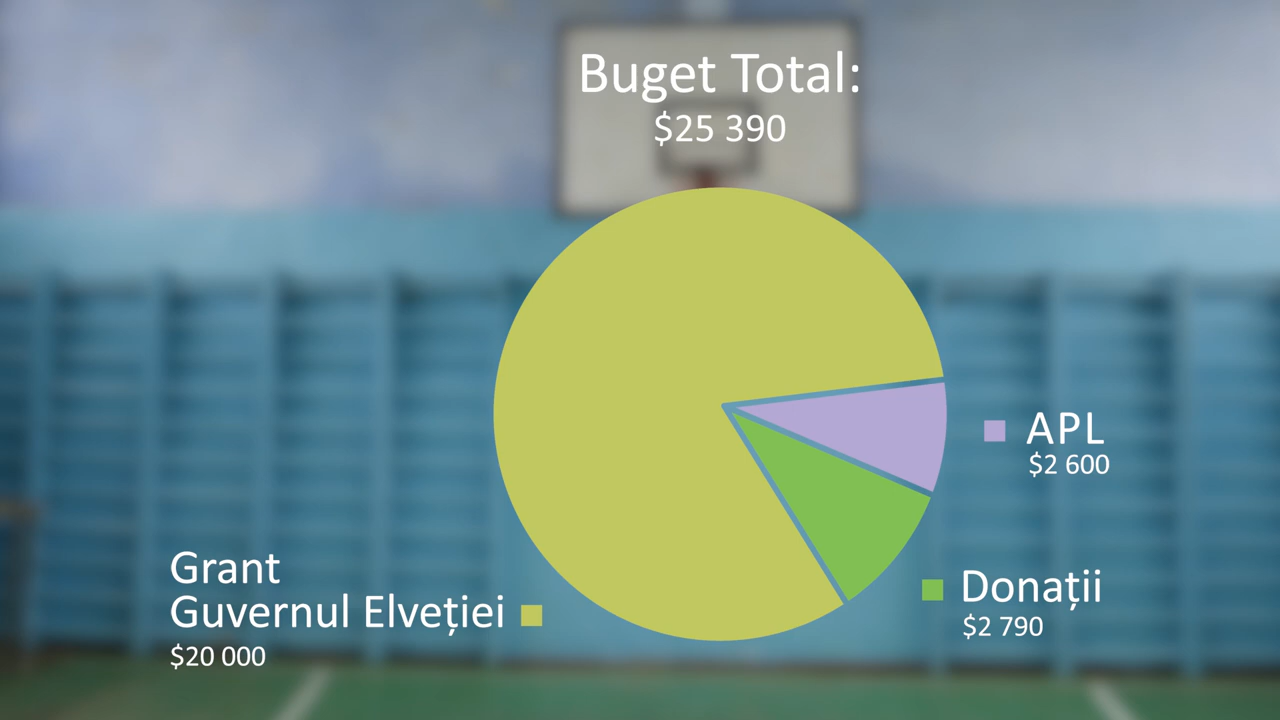 Buget Total:
$25 390
APL
$2 600
Grant
Guvernul Elveției
$20 000
Donații
$2 790